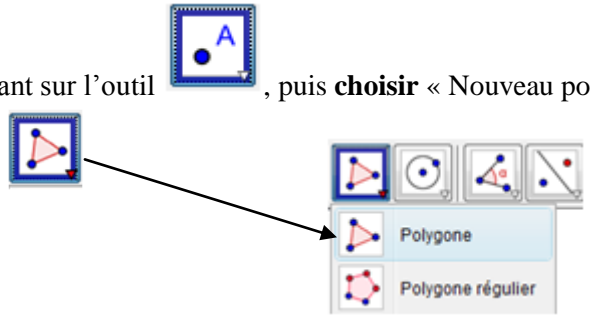 ant sur l’outil A , puis choisir « Nouveau po
Polygone
Polygone régulier